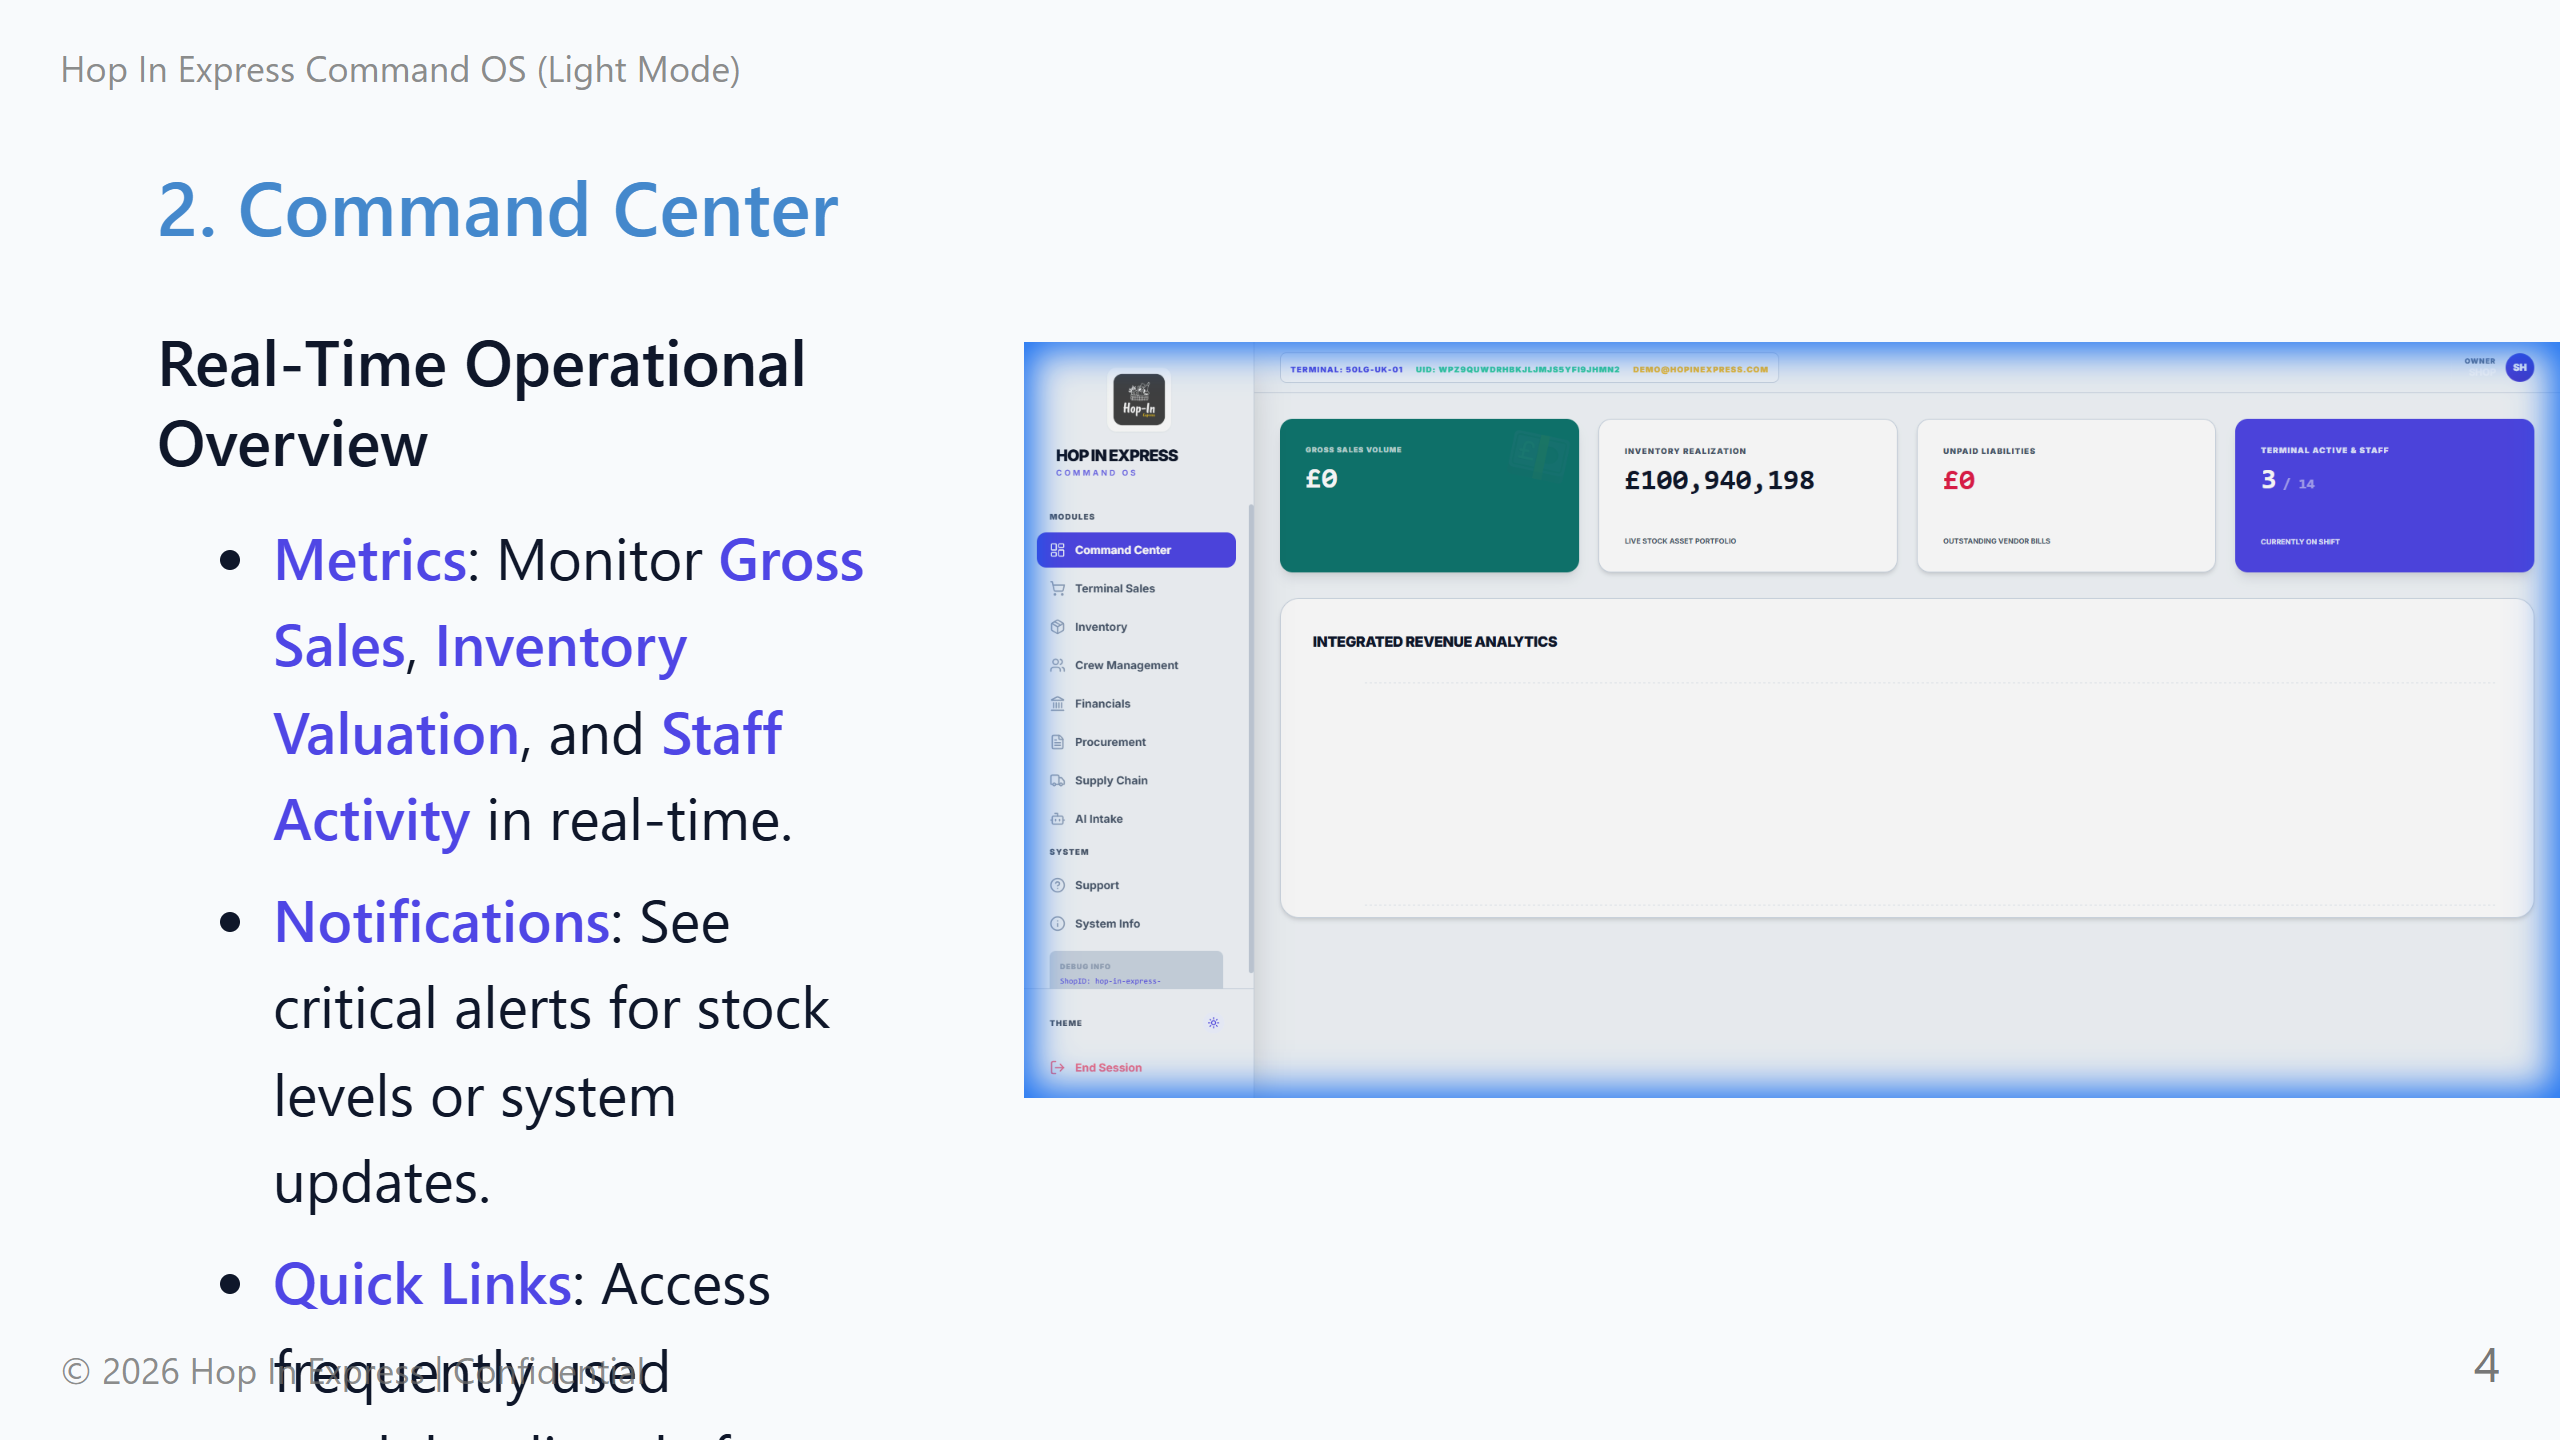 Hop In Express Command OS (Light Mode)
2. Command Center
Real-Time Operational
Overview
• Metrics: Monitor Gross
Sales, Inventory
Valuation, and Staff
Activity in real-time.
• Notifications: See
critical alerts for stock
levels or system
updates.
• Quick Links: Access
frequently used
Hop-In
HOP IN EXPRESS
COMMAND OS
MODULES
Command Center
Terminal Sales
Inventory
Crew Management
Financials
Procurement
Supply Chain
AI Intake
SYSTEM
Support
System Info
DEBUG INFO
ShopID: hop-in-express-
THEME
End Session
TERMINAL: 50LG-UK-01 UID: WPZ9QUWDRHBKJLJMJS5YFI9JHMN2 DEMO@HOPINEXPRESS.COM
OWNER
SH
GROSS SALES VOLUME
£0
INVENTORY REALIZATION
£100,940,198
LIVE STOCK ASSET PORTFOLIO
UNPAID LIABILITIES
£0
OUTSTANDING VENDOR BILLS
TERMINAL ACTIVE & STAFF
3 / 14
CURRENTLY ON SHIFT
INTEGRATED REVENUE ANALYTICS
© 2026 Hop In Express | Confidential
4